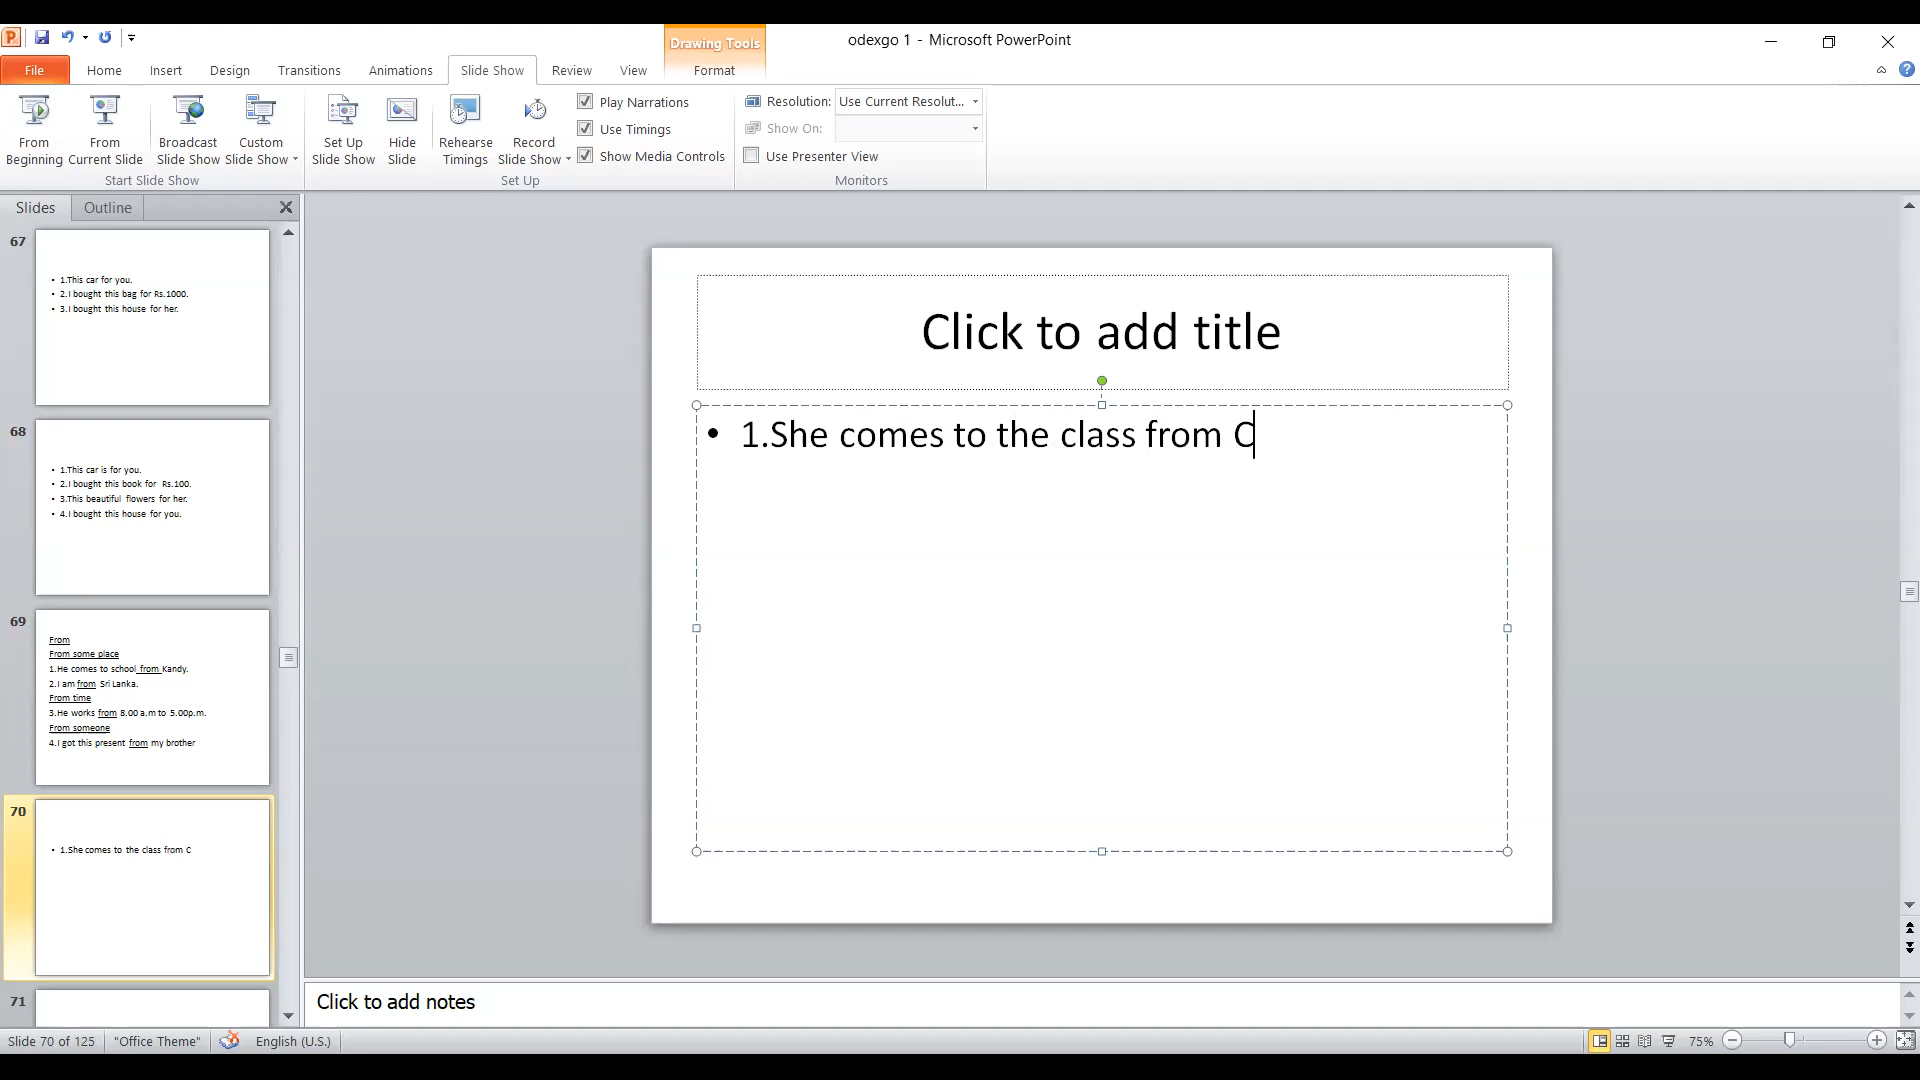 Drawing Tools
odexgo 1 - Microsoft PowerPoint
File Home Insert Design Transitions Animations Slide Show Review View Format
From Beginning
From Current Slide
Broadcast Slide Show
Custom Slide Show
Start Slide Show
Set Up Slide Show
Hide Slide
Rehearse Timings
Record Slide Show
Play Narrations
Use Timings
Show Media Controls
Set Up
Resolution: Use Current Resolut...
Show On:
Use Presenter View
Monitors
Slides Outline
67
• 1.This car for you.
• 2.I bought this bag for Rs.1000.
• 3.I bought this house for her.
68
• 1.This car is for you.
• 2.I bought this book for Rs.100.
• 3.This beautiful flowers for her.
• 4.I bought this house for you.
69
From
From some place
1.He comes to school from Kandy.
2.I am from Sri Lanka.
From time
3.He works from 8.00 a.m to 5.00p.m.
From someone
4.I got this present from my brother
70
• 1.She comes to the class from C
71
Click to add title
• 1.She comes to the class from C
Click to add notes
Slide 70 of 125 "Office Theme" English (U.S.) 75%